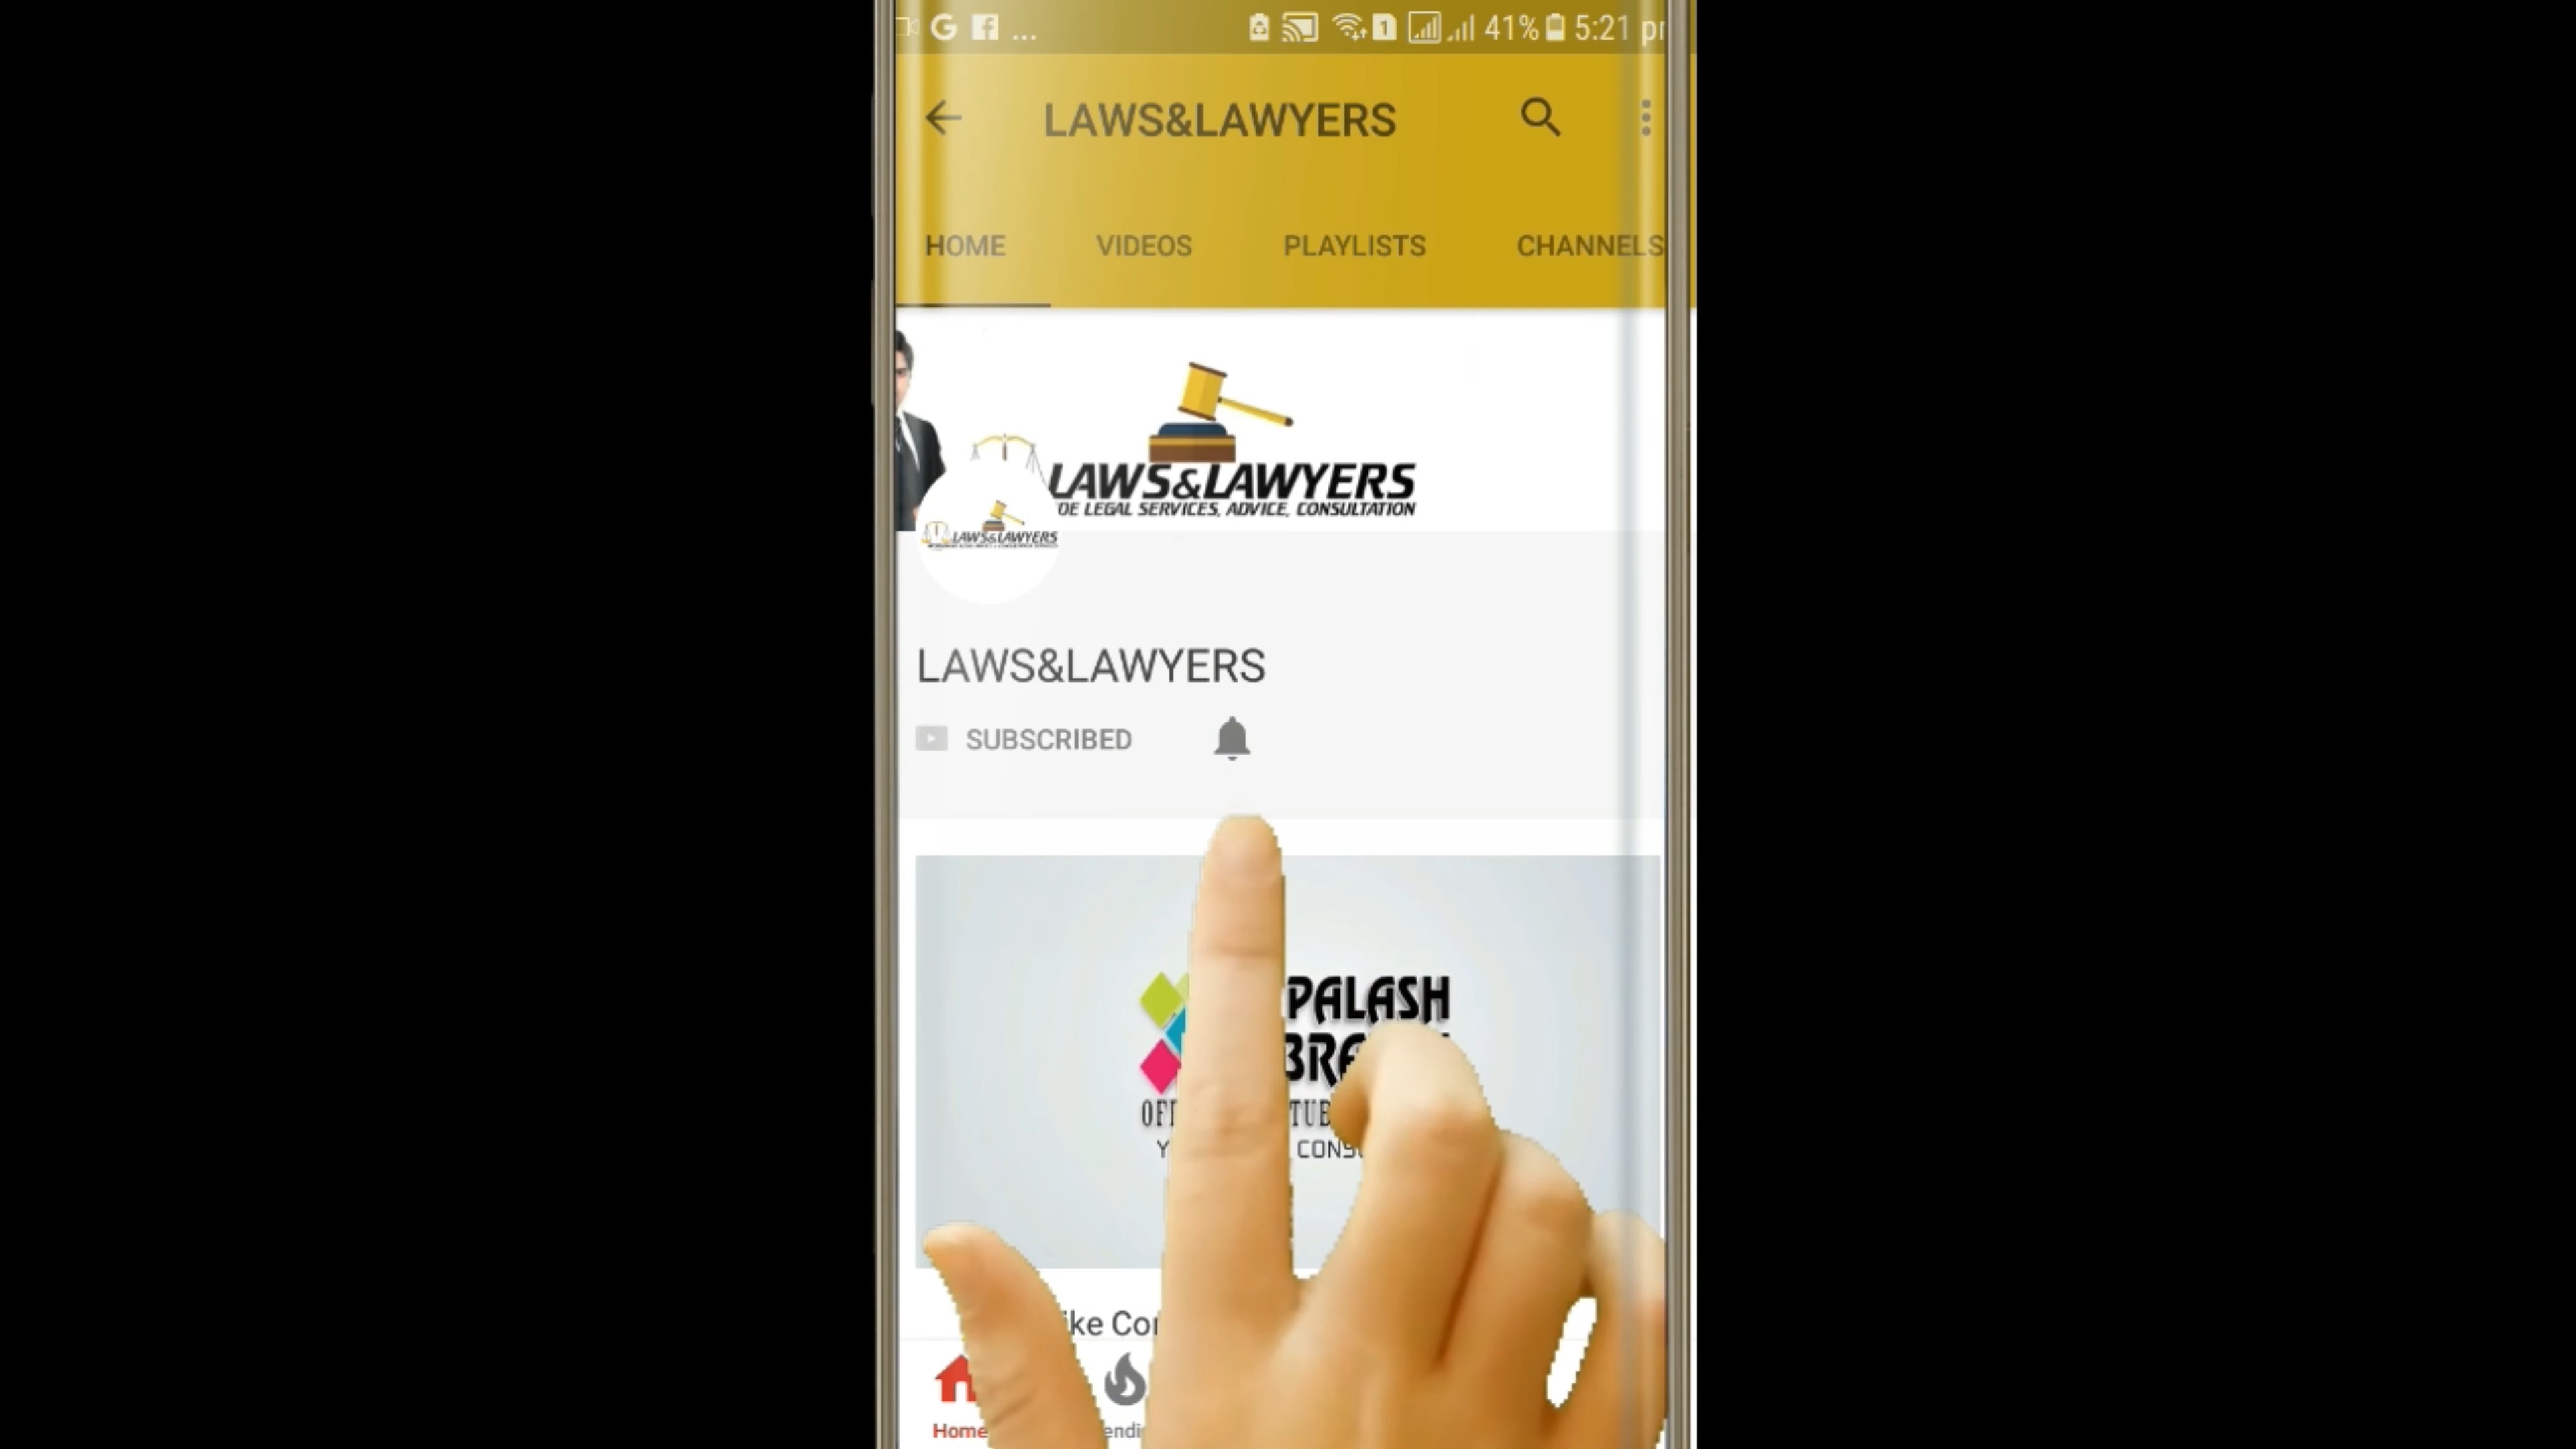 41% 5:21
LAWS&LAWYERS
HOME VIDEOS PLAYLISTS CHANNELS
LAWS&LAWYERS
LEGAL SERVICES, ADVICE, CONSULTATION
LAWS&LAWYERS
LAWS&LAWYERS
SUBSCRIBED
PALASH
Home